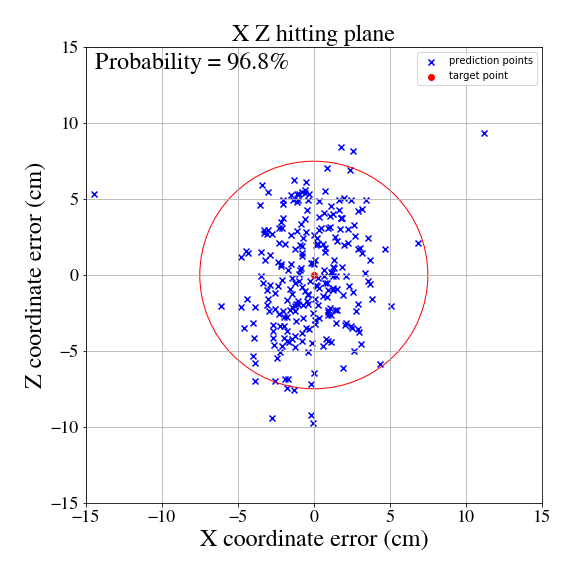 X Z hitting plane
Probability = 96.8%
prediction points
target point
15
10
5
0
−5
−10
−15
Z coordinate error (cm)
−15
−10
−5
0
5
10
15
X coordinate error (cm)